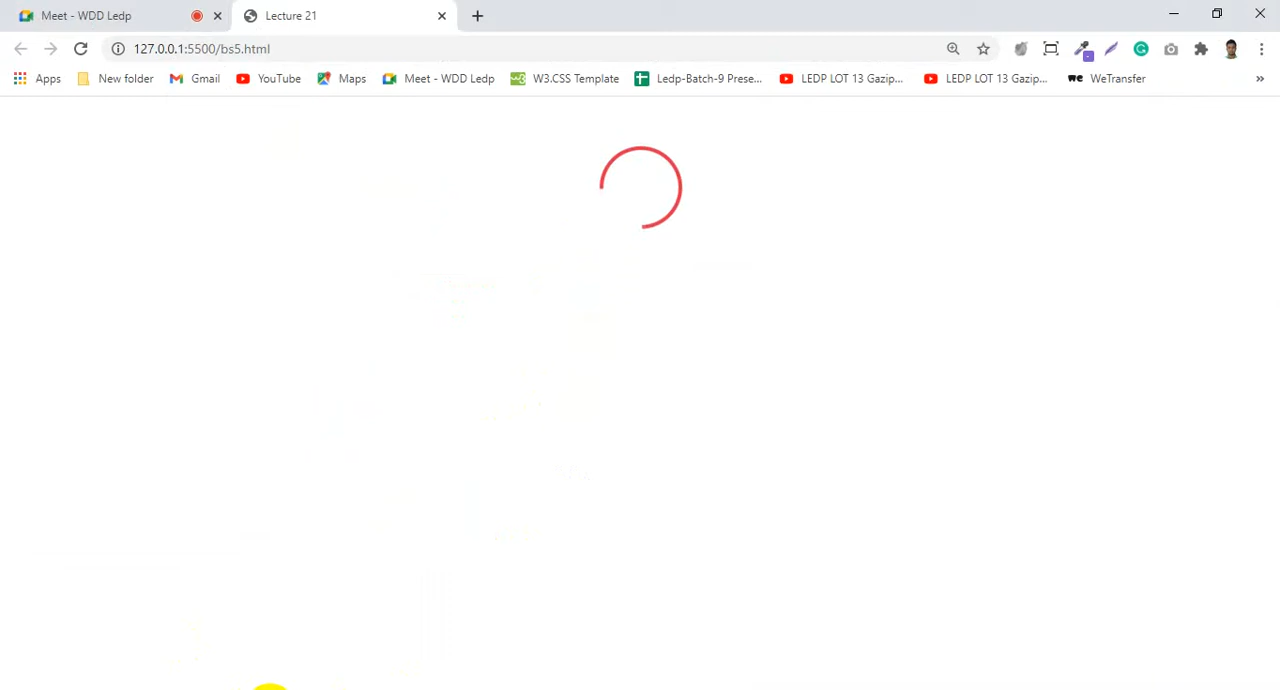 Meet - WDD Ledp
Lecture 21
127.0.0.1:5500/bs5.html
Apps
New folder
Gmail
YouTube
Maps
Meet - WDD Ledp
W3.CSS Template
Ledp-Batch-9 Prese...
LEDP LOT 13 Gazip...
LEDP LOT 13 Gazip...
we WeTransfer
»